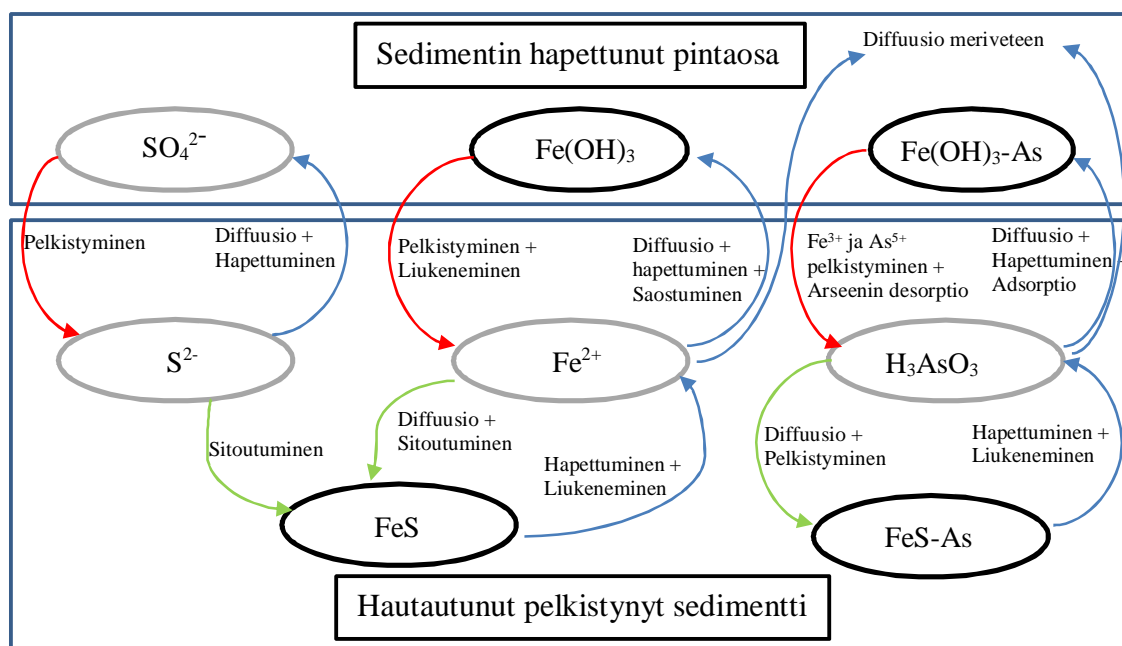 Sedimentin hapettunut pintaosa
Diffuusio meriveteen
SO₄²⁻
Fe(OH)₃
Fe(OH)₃-As
Pelkistyminen
Diffuusio +
Hapettuminen
Pelkistyminen +
Liukeneminen
Diffuusio +
hapettuminen +
Saostuminen
Fe³⁺ ja As⁵⁺
pelkistyminen +
Arseenin desorptio
Diffuusio +
Hapettuminen +
Adsorptio
S²⁻
Fe²⁺
H₃AsO₃
Sitoutuminen
Diffuusio +
Sitoutuminen
Hapettuminen +
Liukeneminen
Diffuusio +
Pelkistyminen
Hapettuminen +
Liukeneminen
FeS
FeS-As
Hautautunut pelkistynyt sedimentti